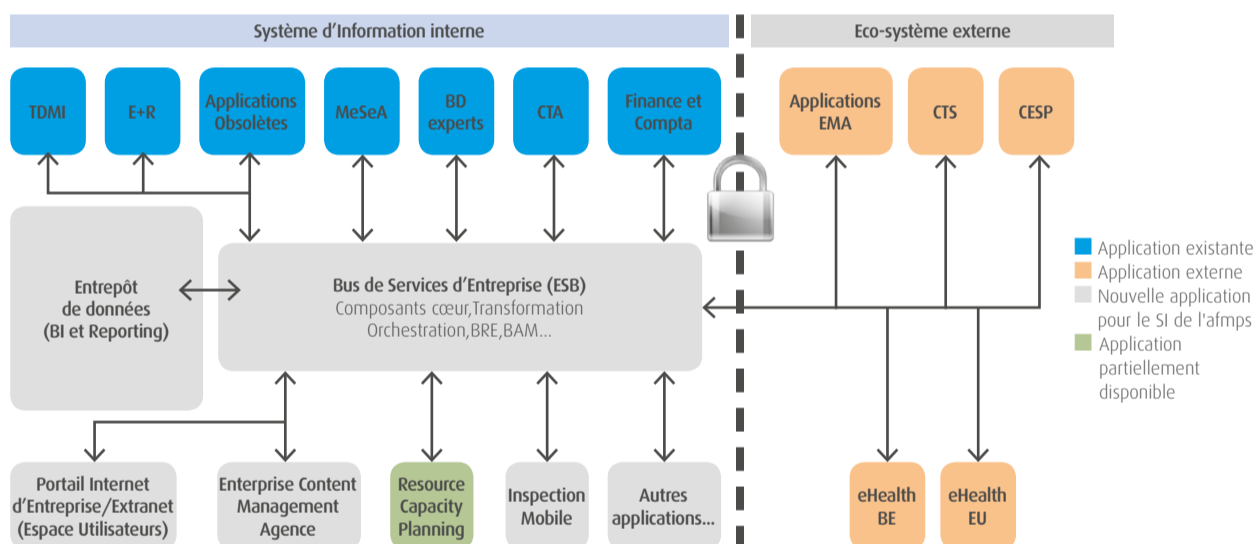 Système d’Information interne
Eco-système externe
TDMI
E+R
Applications
Obsolètes
MeSeA
BD
experts
CTA
Finance et
Compta
Applications
EMA
CTS
CESP
Entrepôt
de données
(BI et Reporting)
Bus de Services d’Entreprise (ESB)
Composants cœur,Transformation
Orchestration,BRE,BAM...
Application existante
Application externe
Nouvelle application
pour le SI de l'afmps
Application
partiellement
disponible
Portail Internet
d’Entreprise/Extranet
(Espace Utilisateurs)
Enterprise Content
Management
Agence
Resource
Capacity
Planning
Inspection
Mobile
Autres
applications...
eHealth
BE
eHealth
EU